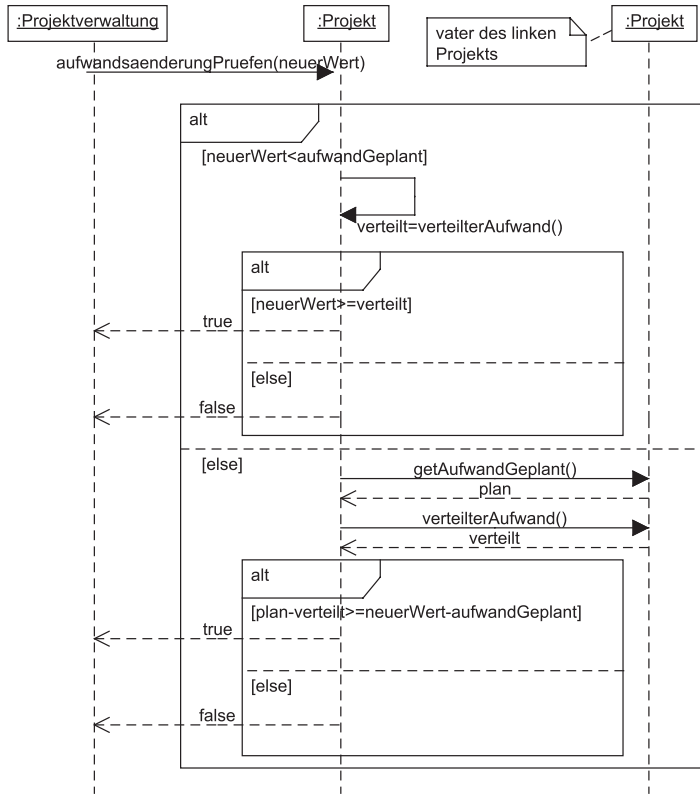 :Projektverwaltung
:Projekt
vater des linken
Projekts
:Projekt
aufwandsaenderungPruefen(neuerWert)
alt
[neuerWert<aufwandGeplant]
verteilt=verteilterAufwand()
alt
[neuerWert>=verteilt]
true
[else]
false
[else]
getAufwandGeplant()
plan
verteilterAufwand()
verteilt
alt
[plan-verteilt>=neuerWert-aufwandGeplant]
true
[else]
false